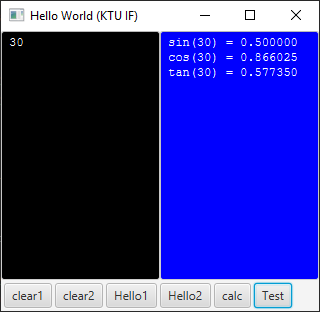 Hello World (KTU IF)
30
sin(30) = 0.500000
cos(30) = 0.866025
tan(30) = 0.577350
clear1 clear2 Hello1 Hello2 calc Test